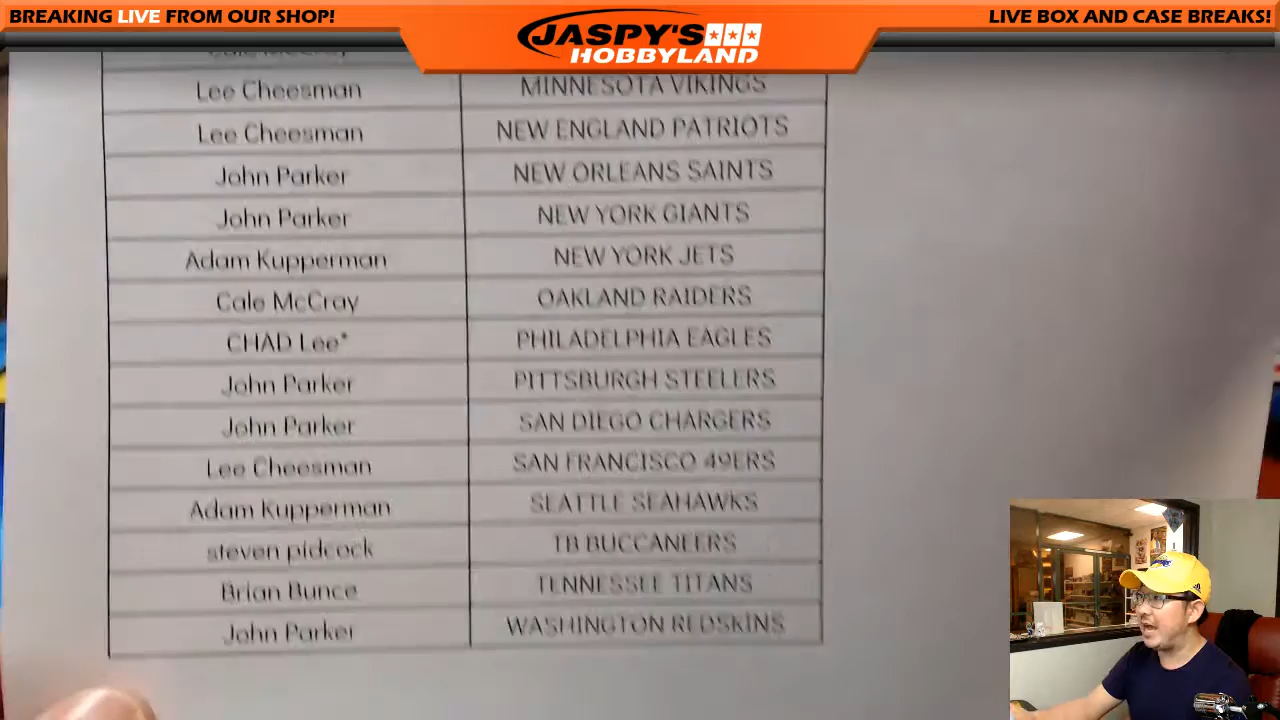 BREAKING LIVE FROM OUR SHOP!
JASPY'S
HOBBYLAND
LIVE BOX AND CASE BREAKS!
Cale McCray
Lee Cheesman MINNESOTA VIKINGS
Lee Cheesman NEW ENGLAND PATRIOTS
John Parker NEW ORLEANS SAINTS
John Parker NEW YORK GIANTS
Adam Kupperman NEW YORK JETS
Cale McCray OAKLAND RAIDERS
CHAD Lee* PHILADELPHIA EAGLES
John Parker PITTSBURGH STEELERS
John Parker SAN DIEGO CHARGERS
Lee Cheesman SAN FRANCISCO 49ERS
Adam Kupperman SEATTLE SEAHAWKS
steven pidcock TB BUCCANEERS
Brian Bunce TENNESSEE TITANS
John Parker WASHINGTON REDSKINS